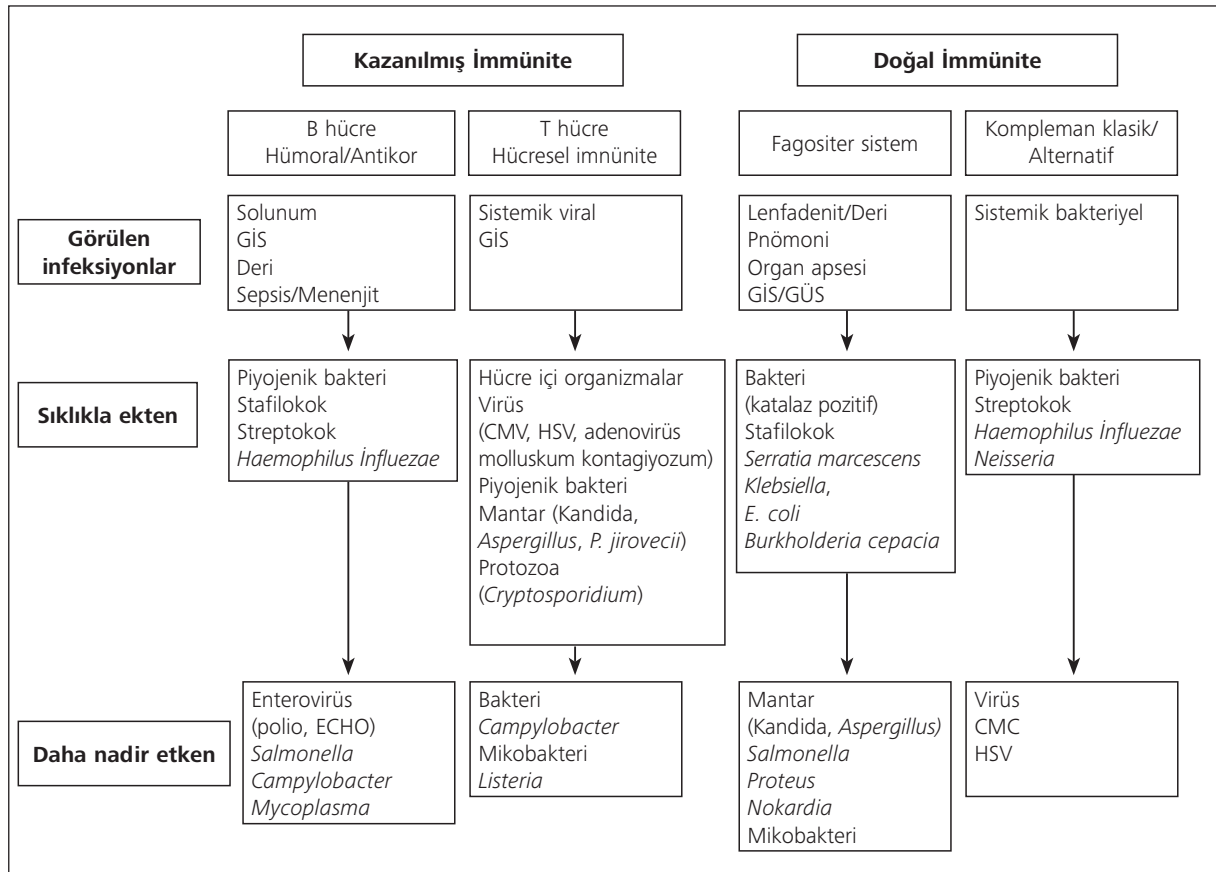 Kazanılmış İmmünite
Doğal İmmünite
B hücre
Hümoral/Antikor
T hücre
Hücresel imnünite
Fagositer sistem
Kompleman klasik/
Alternatif
Görülen
infeksiyonlar
Solunum
GİS
Deri
Sepsis/Menenjit
Sistemik viral
GİS
Lenfadenit/Deri
Pnömoni
Organ apsesi
GİS/GÜS
Sistemik bakteriyel
Sıklıkla ekten
Piyojenik bakteri
Stafilokok
Streptokok
Haemophilus İnfluezae
Hücre içi organizmalar
Virüs
(CMV, HSV, adenovirüs
molluskum kontagiyozum)
Piyojenik bakteri
Mantar (Kandida,
Aspergillus, P. jirovecii)
Protozoa
(Cryptosporidium)
Bakteri
(katalaz pozitif)
Stafilokok
Serratia marcescens
Klebsiella,
E. coli
Burkholderia cepacia
Piyojenik bakteri
Streptokok
Haemophilus İnfluezae
Neisseria
Daha nadir etken
Enterovirüs
(polio, ECHO)
Salmonella
Campylobacter
Mycoplasma
Bakteri
Campylobacter
Mikobakteri
Listeria
Mantar
(Kandida, Aspergillus)
Salmonella
Proteus
Nokardia
Mikobakteri
Virüs
CMC
HSV